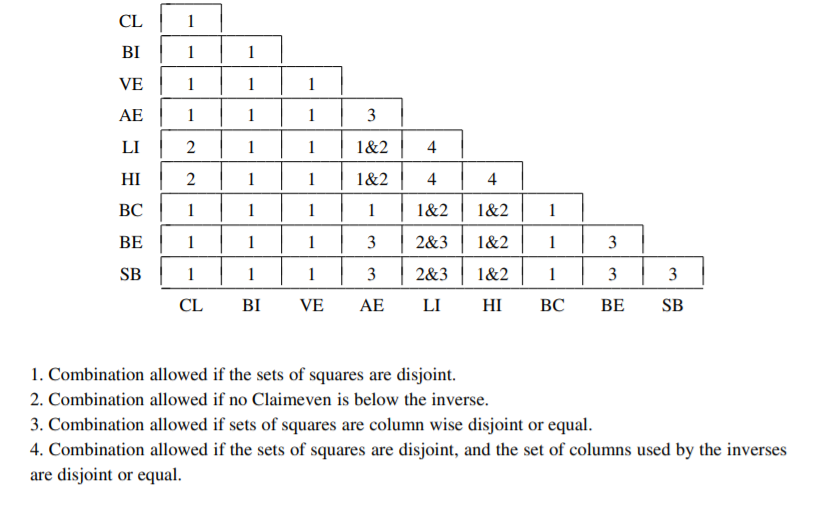 CL 1
BI 1 1
VE 1 1 1
AE 1 1 1 3
LI 2 1 1 1&2 4
HI 2 1 1 1&2 4 4
BC 1 1 1 1 1&2 1&2 1
BE 1 1 1 3 2&3 1&2 1 3
SB 1 1 1 3 2&3 1&2 1 3 3
CL BI VE AE LI HI BC BE SB
1. Combination allowed if the sets of squares are disjoint.
2. Combination allowed if no Claimeven is below the inverse.
3. Combination allowed if sets of squares are column wise disjoint or equal.
4. Combination allowed if the sets of squares are disjoint, and the set of columns used by the inverses
are disjoint or equal.